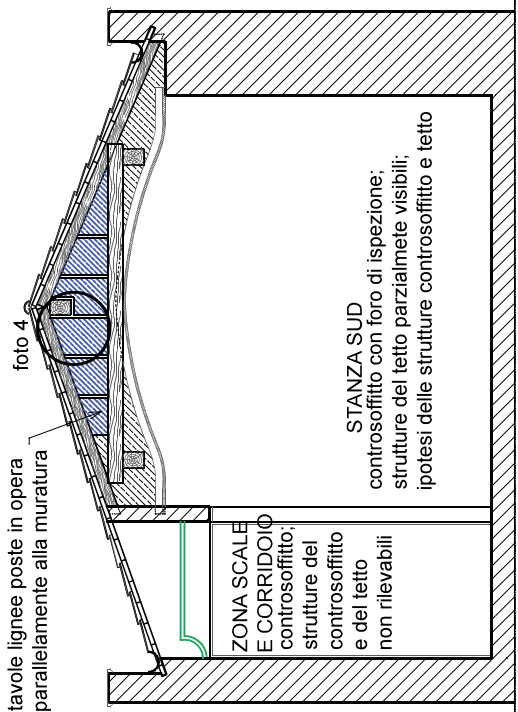 tavole lignee poste in opera
parallelamente alla muratura
foto 4
ZONA SCALE
E CORRIDOIO
controsoffitto;
strutture del
controsoffitto
e del tetto
non rilevabili
STANZA SUD
controsoffitto con foro di ispezione;
strutture del tetto parzialmete visibili;
ipotesi delle strutture controsoffitto e tetto